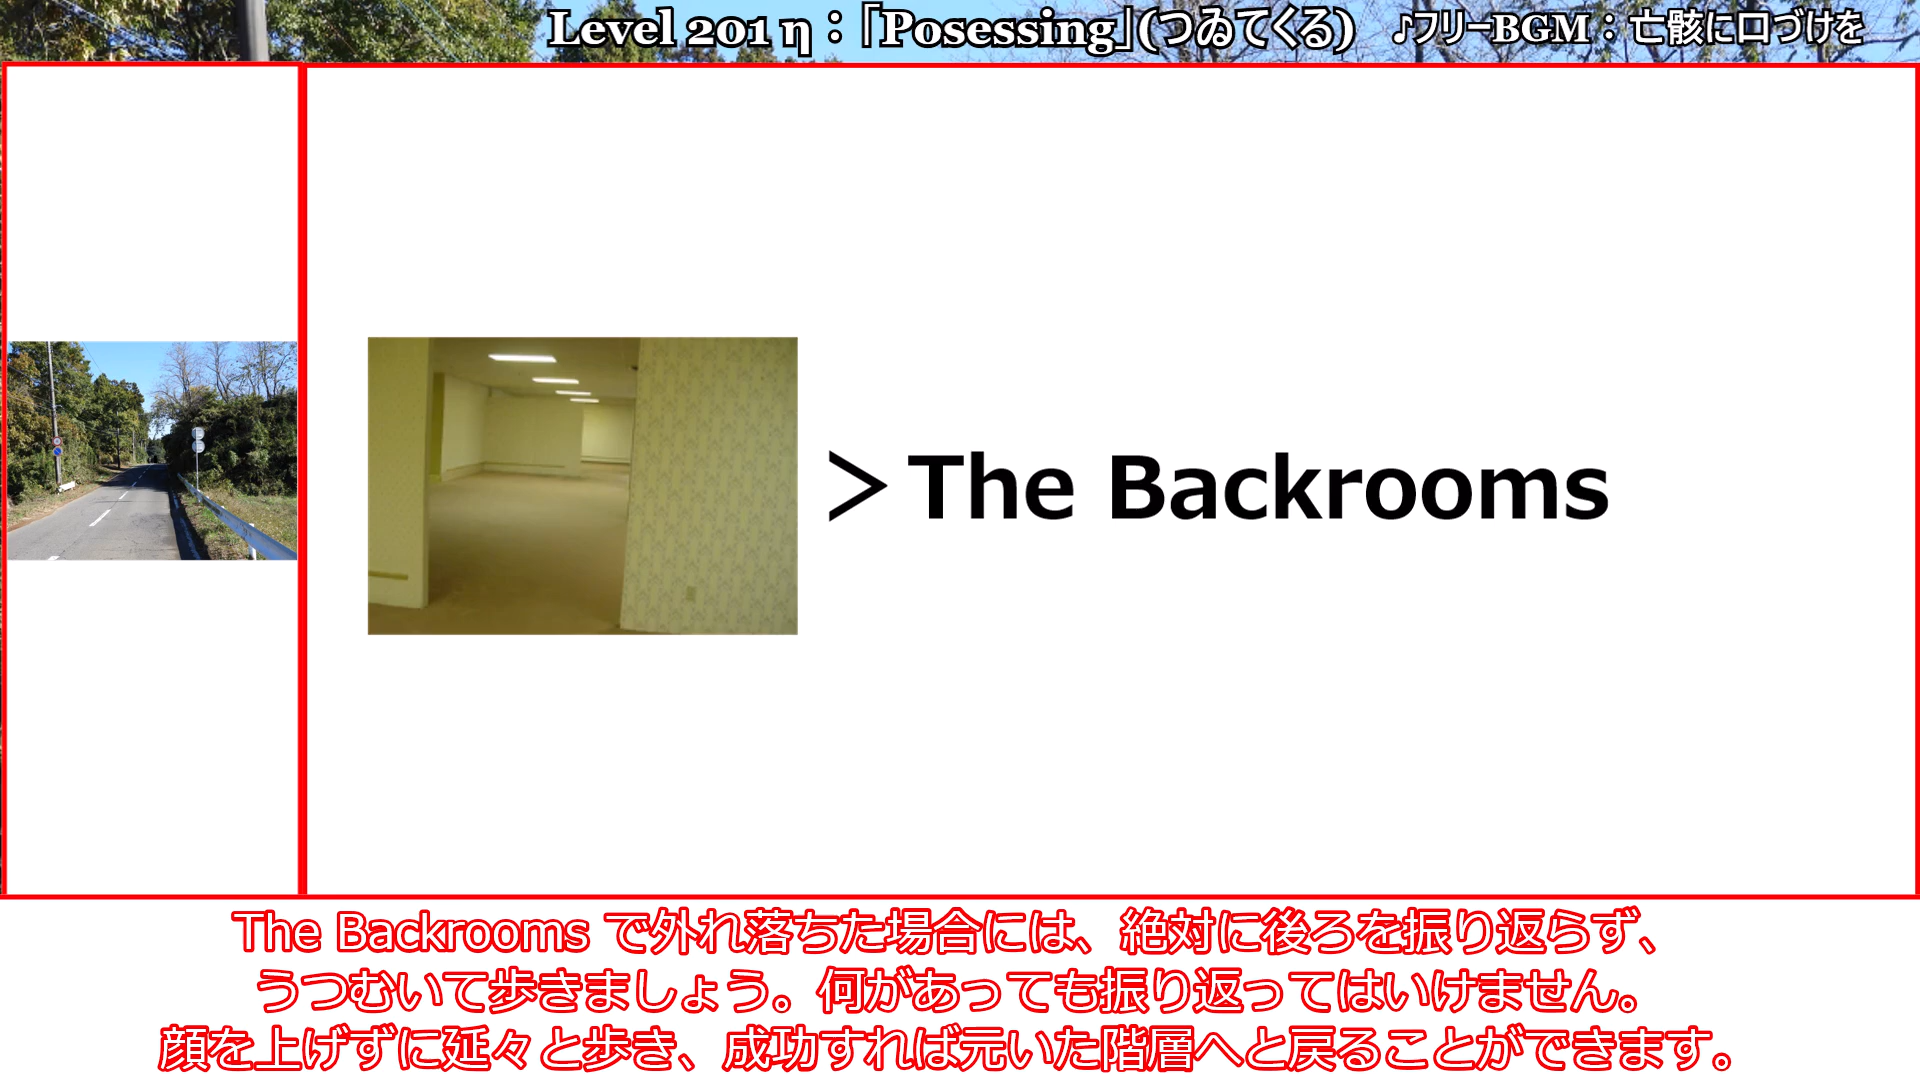 Level 201 η：「Posessing」(つゐてくる) ♪フリーBGM：亡骸に口づけを
＞The Backrooms
The Backrooms で外れ落ちた場合には、絶対に後ろを振り返らず、
うつむいて歩きましょう。何があっても振り返ってはいけません。
顔を上げずに延々と歩き、成功すれば元いた階層へと戻ることができます。